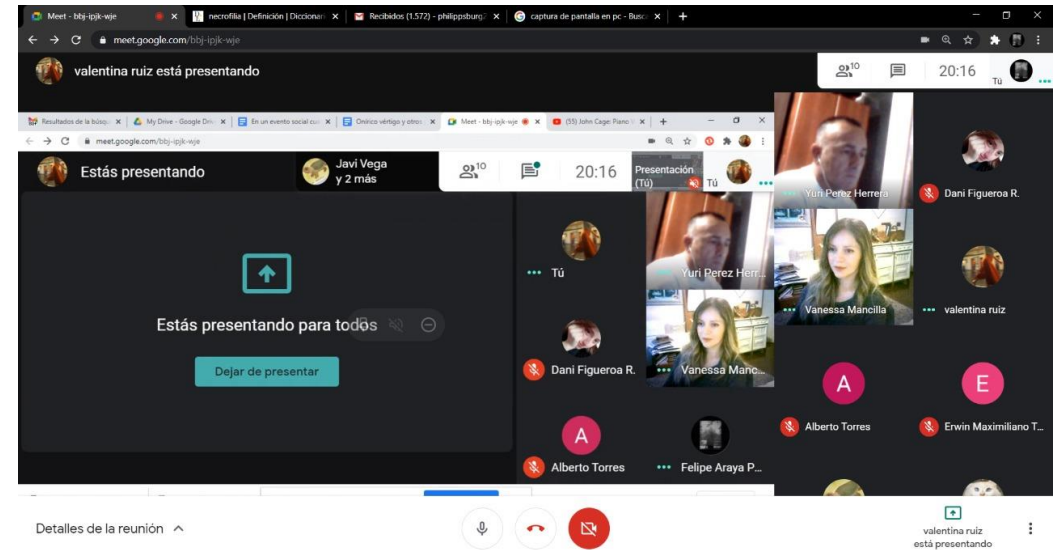 Meet - bbj-ipjk-wje
necrofilia | Definición | Diccionari
Recibidos (1.572) - philippsburg
captura de pantalla en pc - Busc
meet.google.com/bbj-ipjk-wje
valentina ruiz está presentando
10
20:16
Tú
Resultados de la búsq
My Drive - Google Driv
En un evento social cu
Onírico vértigo y otros
Meet - bbj-ipjk-wje
(55) John Cage: Piano
meet.google.com/bbj-ipjk-wje
Estás presentando
Javi Vega
y 2 más
10
20:16
Presentación
(Tú)
Tú
Estás presentando para todos
Dejar de presentar
Tú
Yuri Perez Herr...
Dani Figueroa R.
Vanessa Manc...
A
Alberto Torres
Felipe Araya P...
Yuri Perez Herrera
Dani Figueroa R.
Vanessa Mancilla
valentina ruiz
A
Alberto Torres
E
Erwin Maximiliano T...
Detalles de la reunión
valentina ruiz
está presentando